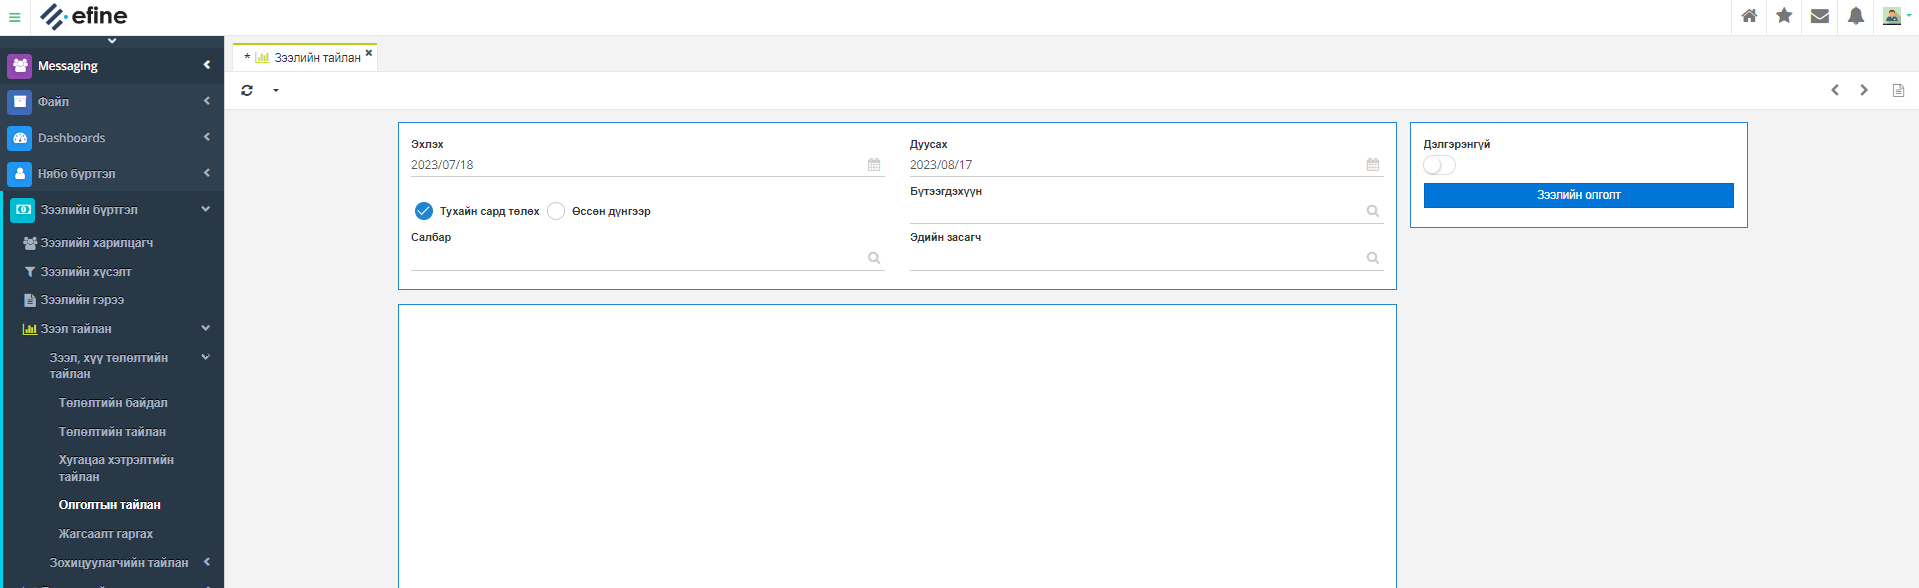 efine
Messaging
Файл
Dashboards
Нябо бүртгэл
Зээлийн бүртгэл
Зээлийн харилцагч
Зээлийн хүсэлт
Зээлийн гэрээ
Зээл тайлан
Зээл, хүү төлөлтийн
тайлан
Төлөлтийн байдал
Төлөлтийн тайлан
Хугацаа хэтрэлтийн
тайлан
Олголтын тайлан
Жагсаалт гаргах
Зохицуулагчийн тайлан
* Зээлийн тайлан
Эхлэх
2023/07/18
Дуусах
2023/08/17
Тухайн сард төлөх Өссөн дүнгээр
Бүтээгдэхүүн
Салбар
Эдийн засагч
Дэлгэрэнгүй
Зээлийн олголт